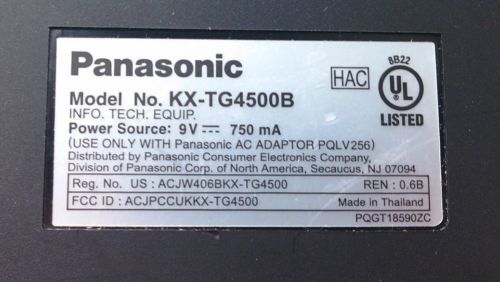 Panasonic
HAC
8B22
UL
LISTED
Model No. KX-TG4500B
INFO. TECH. EQUIP.
Power Source: 9V ⎓ 750 mA
(USE ONLY WITH Panasonic AC ADAPTOR PQLV256)
Distributed by Panasonic Consumer Electronics Company,
Division of Panasonic Corp. of North America, Secaucus, NJ 07094
Reg. No. US : ACJW406BKX-TG4500 REN : 0.6B
FCC ID : ACJPCCUKKX-TG4500 Made in Thailand
PQGT18590ZC